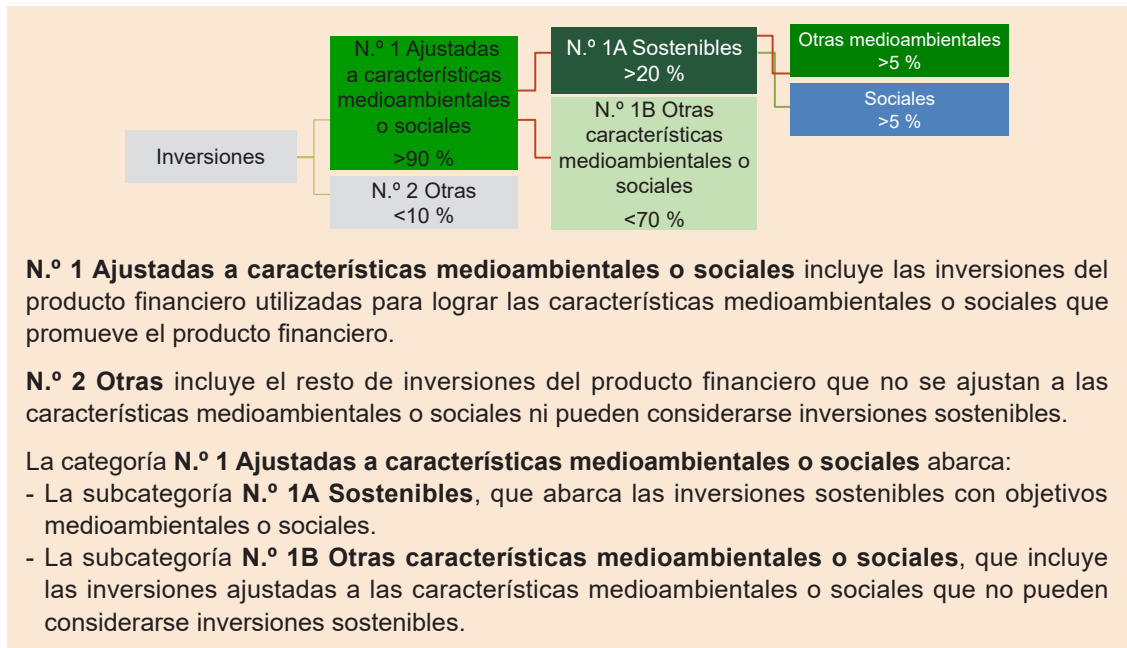 Inversiones
N.º 1 Ajustadas
a características
medioambientales
o sociales
>90 %
N.º 2 Otras
<10 %
N.º 1A Sostenibles
>20 %
N.º 1B Otras
características
medioambientales o
sociales
<70 %
Otras medioambientales
>5 %
Sociales
>5 %
N.º 1 Ajustadas a características medioambientales o sociales incluye las inversiones del
producto financiero utilizadas para lograr las características medioambientales o sociales que
promueve el producto financiero.
N.º 2 Otras incluye el resto de inversiones del producto financiero que no se ajustan a las
características medioambientales o sociales ni pueden considerarse inversiones sostenibles.
La categoría N.º 1 Ajustadas a características medioambientales o sociales abarca:
- La subcategoría N.º 1A Sostenibles, que abarca las inversiones sostenibles con objetivos
medioambientales o sociales.
- La subcategoría N.º 1B Otras características medioambientales o sociales, que incluye
las inversiones ajustadas a las características medioambientales o sociales que no pueden
considerarse inversiones sostenibles.